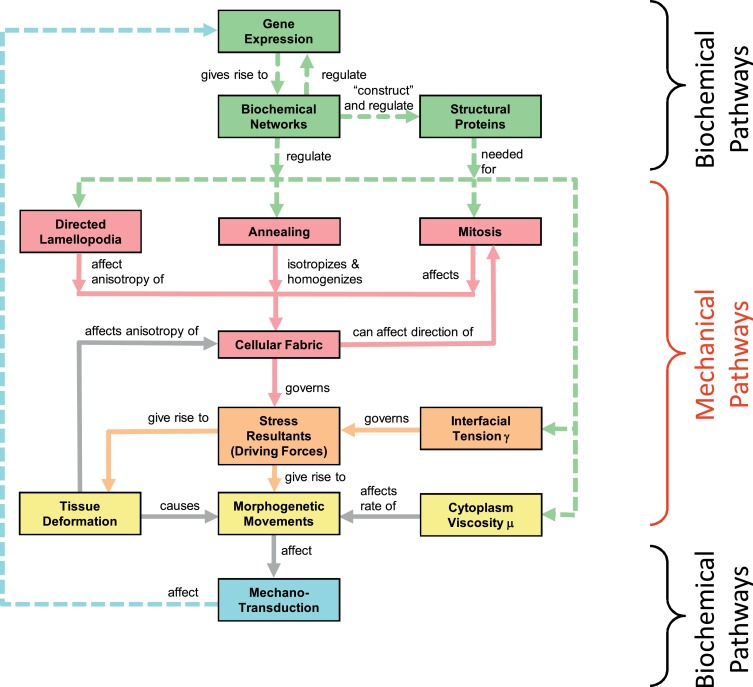 Gene
Expression
gives rise to
regulate
"construct"
and regulate
Biochemical
Networks
Structural
Proteins
regulate
needed
for
Biochemical
Pathways
Directed
Lamellopodia
Annealing
Mitosis
affect
anisotropy of
isotropizes &
homogenizes
affects
affects anisotropy of
Cellular Fabric
can affect direction of
governs
give rise to
Stress
Resultants
(Driving Forces)
governs
Interfacial
Tension γ
give rise to
Tissue
Deformation
causes
Morphogenetic
Movements
affects
rate of
Cytoplasm
Viscosity μ
Mechanical
Pathways
affect
affect
Mechano-
Transduction
Biochemical
Pathways